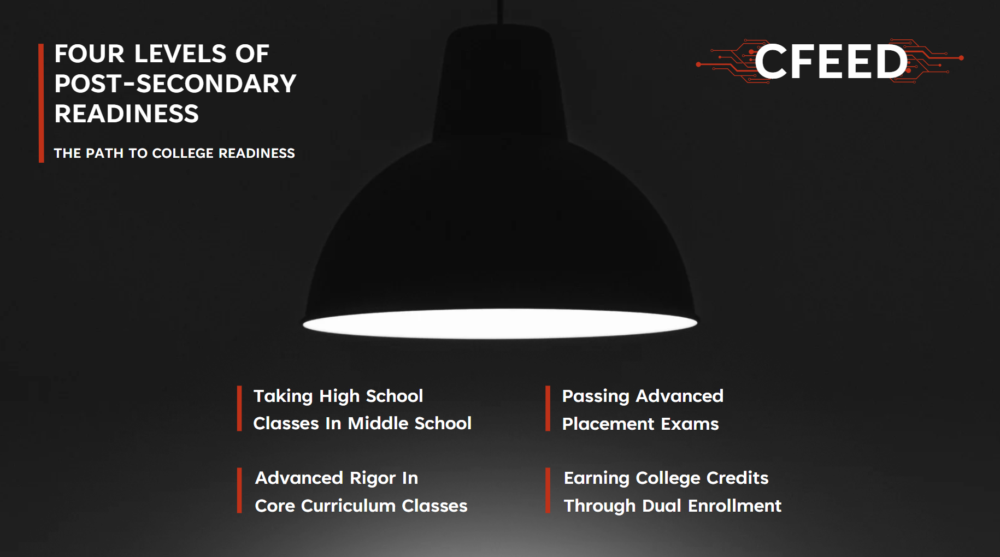 FOUR LEVELS OF
POST-SECONDARY
READINESS
THE PATH TO COLLEGE READINESS
CFEED
Taking High School
Classes In Middle School
Passing Advanced
Placement Exams
Advanced Rigor In
Core Curriculum Classes
Earning College Credits
Through Dual Enrollment